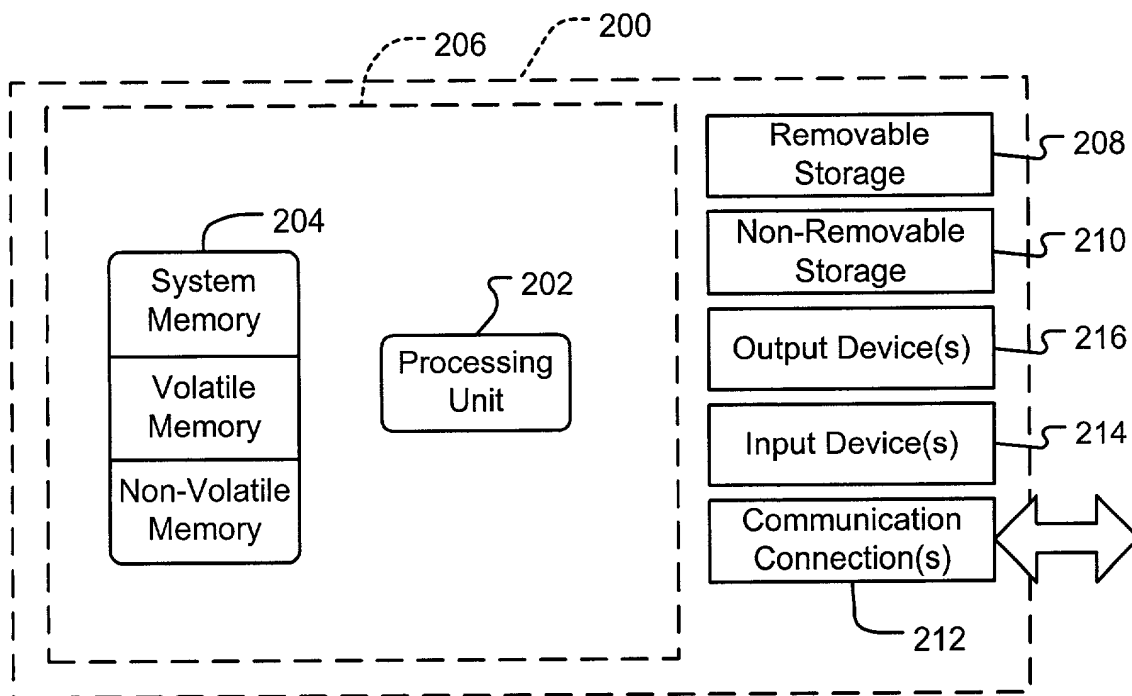 200
206
204
System
Memory
Volatile
Memory
Non-Volatile
Memory
202
Processing
Unit
Removable
Storage
208
Non-Removable
Storage
210
Output Device(s)
216
Input Device(s)
214
Communication
Connection(s)
212